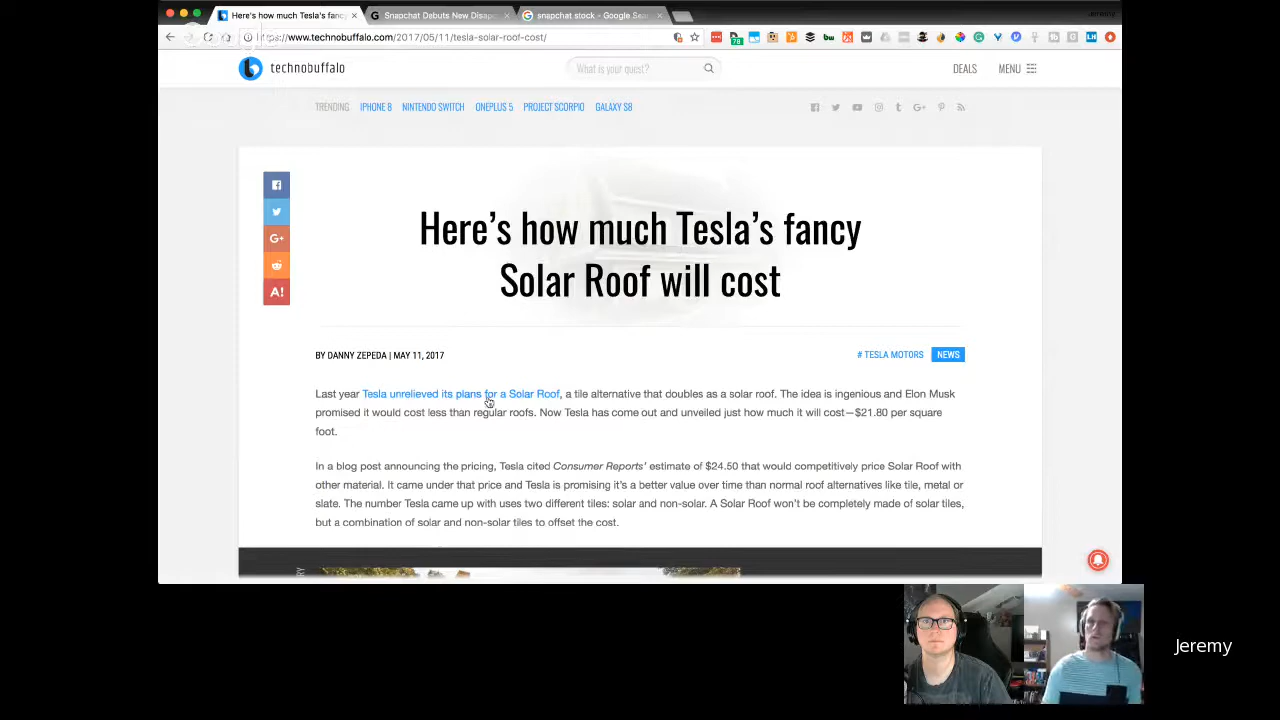 Jeremy
Here's how much Tesla's fancy
Snapchat Debuts New Disap
snapchat stock - Google Sea
https://www.technobuffalo.com/2017/05/11/tesla-solar-roof-cost/
technobuffalo
What is your quest?
DEALS
MENU
TRENDING IPHONE 8 NINTENDO SWITCH ONEPLUS 5 PROJECT SCORPIO GALAXY S8
Here's how much Tesla's fancy
Solar Roof will cost
BY DANNY ZEPEDA | MAY 11, 2017
# TESLA MOTORS NEWS
Last year Tesla unrelieved its plans for a Solar Roof, a tile alternative that doubles as a solar roof. The idea is ingenious and Elon Musk
promised it would cost less than regular roofs. Now Tesla has come out and unveiled just how much it will cost—$21.80 per square
foot.
In a blog post announcing the pricing, Tesla cited Consumer Reports' estimate of $24.50 that would competitively price Solar Roof with
other material. It came under that price and Tesla is promising it's a better value over time than normal roof alternatives like tile, metal or
slate. The number Tesla came up with uses two different tiles: solar and non-solar. A Solar Roof won't be completely made of solar tiles,
but a combination of solar and non-solar tiles to offset the cost.
Jeremy